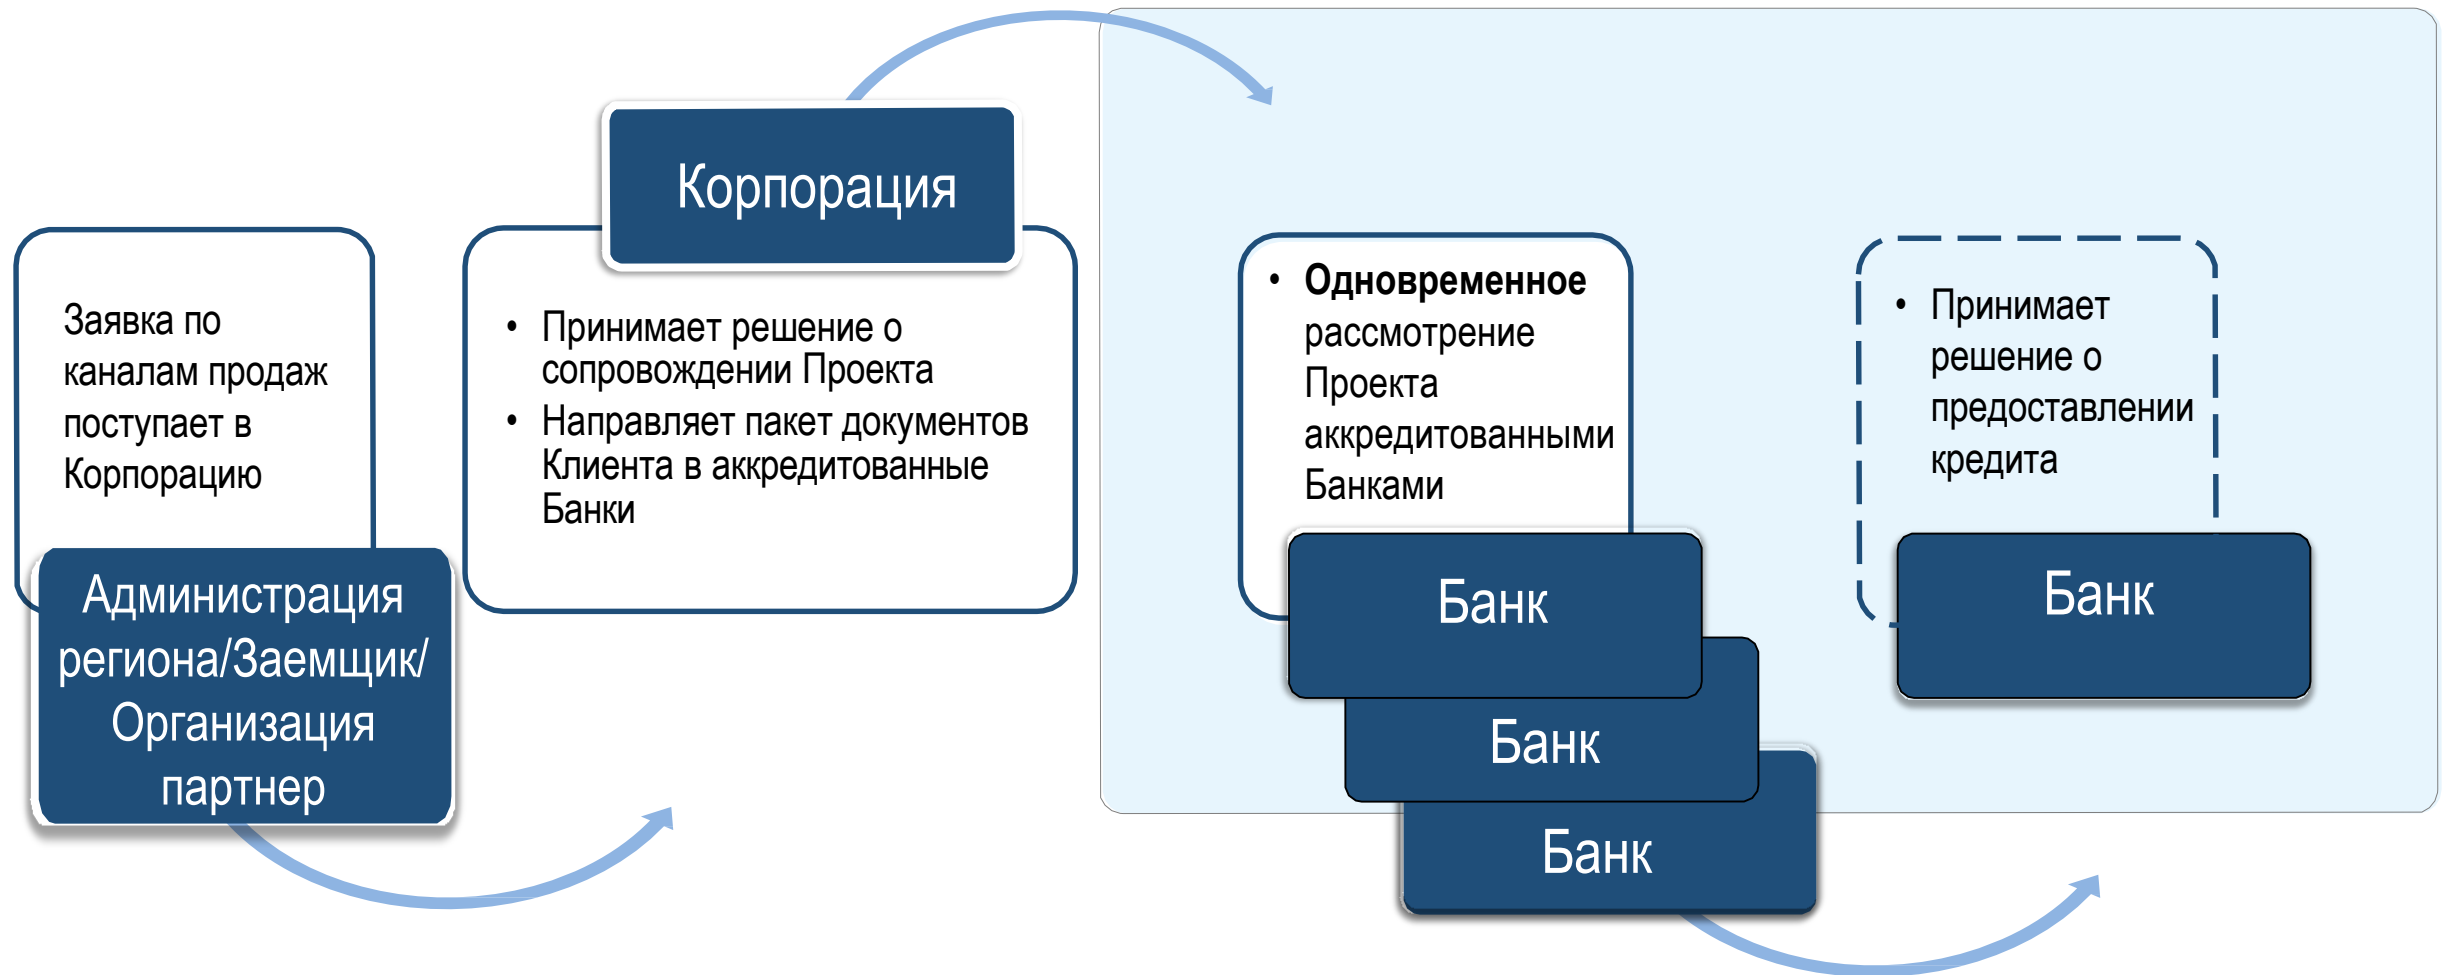 Заявка по
каналам продаж
поступает в
Корпорацию
Администрация
региона/Заемщик/
Организация
партнер
Корпорация
• Принимает решение о
сопровождении Проекта
• Направляет пакет документов
Клиента в аккредитованные
Банки
• Одновременное
рассмотрение
Проекта
аккредитованными
Банками
Банк
Банк
Банк
• Принимает
решение о
предоставлении
кредита
Банк